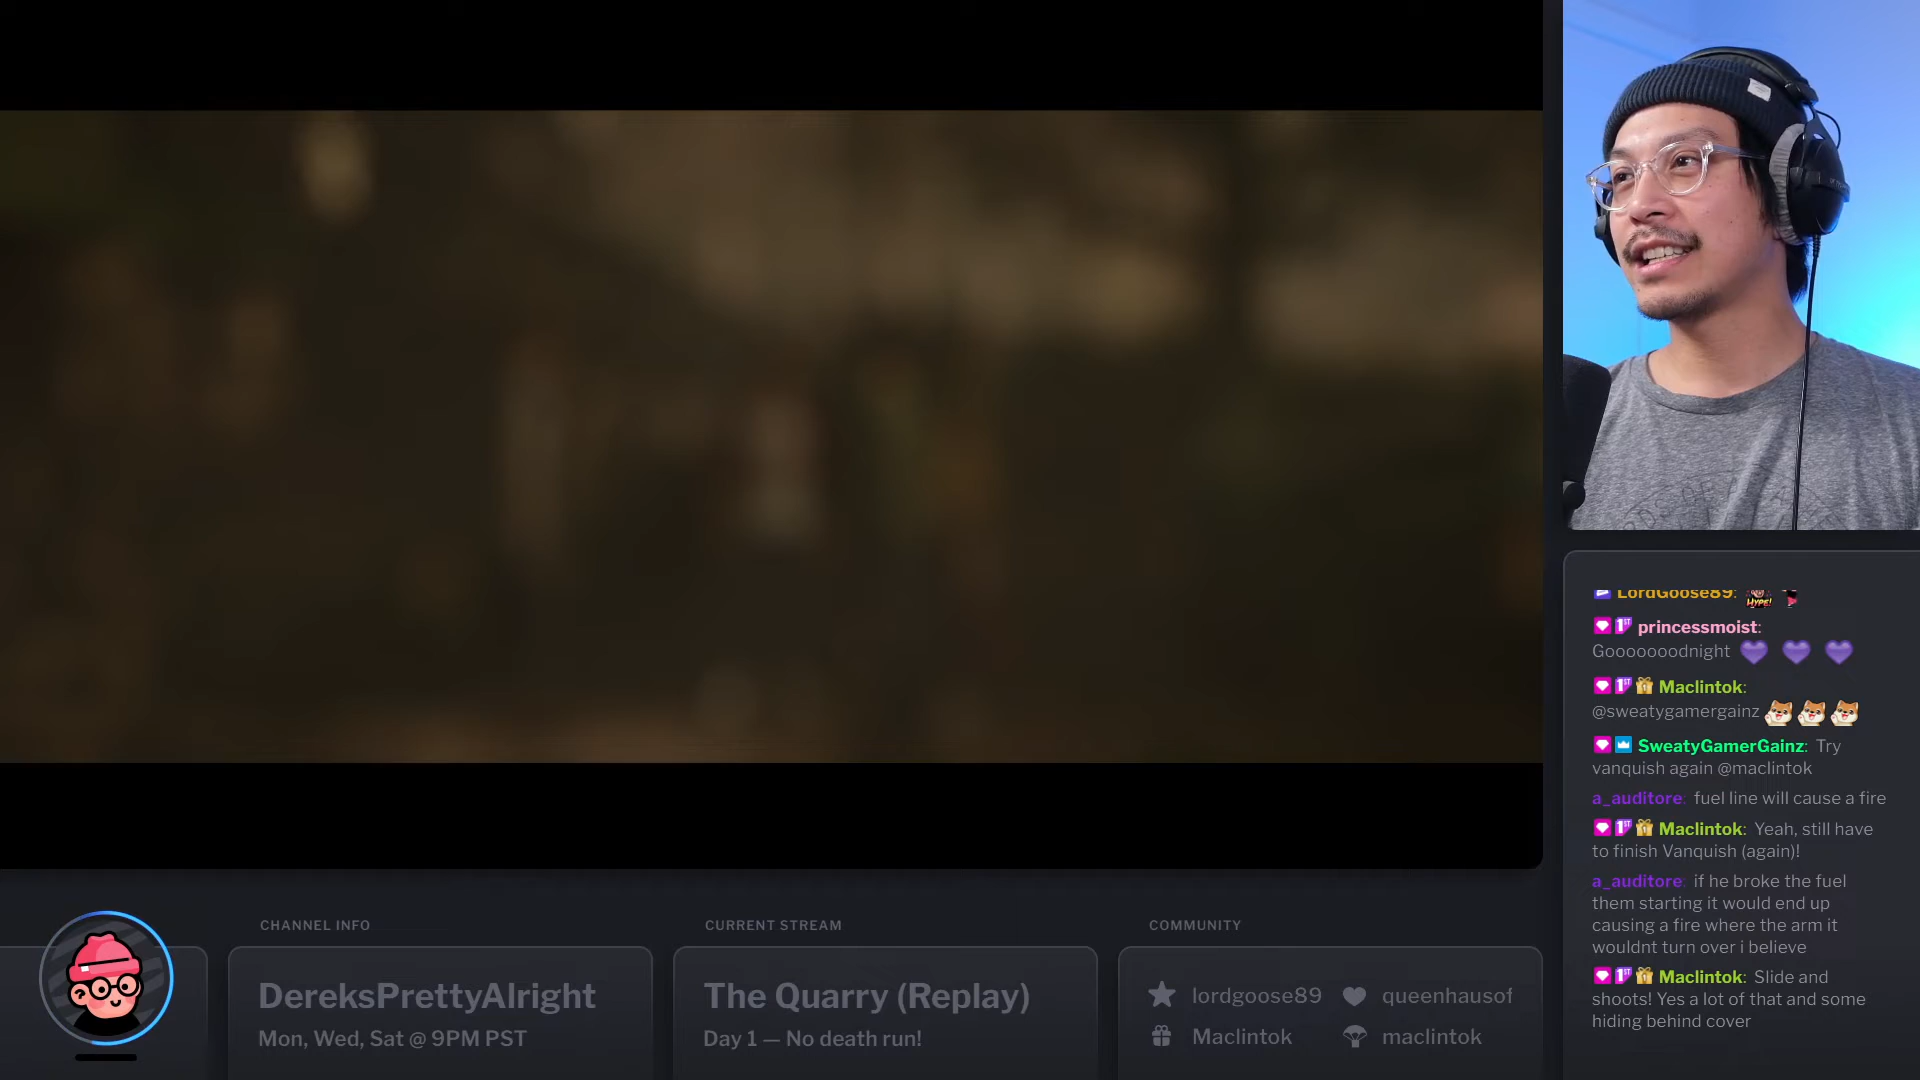 LordGoose89:
princessmoist:
Gooooooodnight
Maclintok:
@sweatygamergainz
SweatyGamerGainz: Try
vanquish again @maclintok
a_auditore: fuel line will cause a fire
Maclintok: Yeah, still have
to finish Vanquish (again)!
a_auditore: if he broke the fuel
them starting it would end up
causing a fire where the arm it
wouldnt turn over i believe
Maclintok: Slide and
shoots! Yes a lot of that and some
hiding behind cover
CHANNEL INFO
DereksPrettyAlright
Mon, Wed, Sat @ 9PM PST
CURRENT STREAM
The Quarry (Replay)
Day 1 — No death run!
COMMUNITY
lordgoose89 queenhausof
Maclintok maclintok